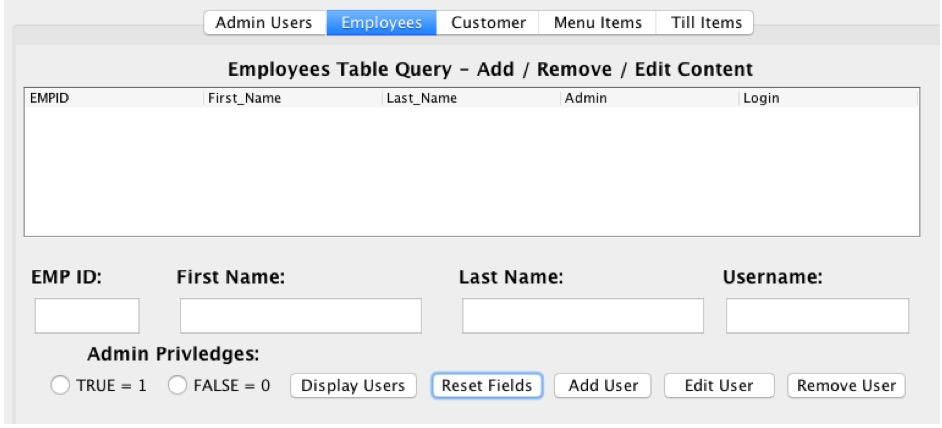 Admin Users Employees Customer Menu Items Till Items
Employees Table Query – Add / Remove / Edit Content
EMPID First_Name Last_Name Admin Login
EMP ID: First Name: Last Name: Username:
Admin Privledges:
TRUE = 1 FALSE = 0 Display Users Reset Fields Add User Edit User Remove User